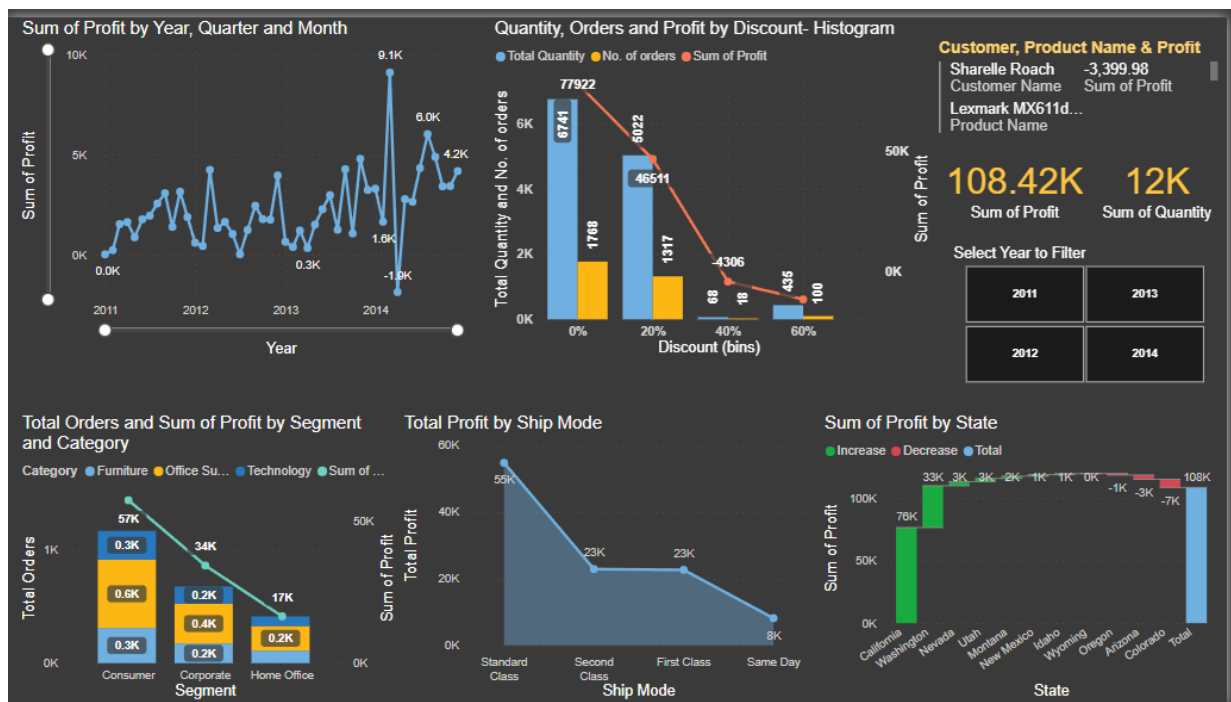 Sum of Profit by Year, Quarter and Month
10K
5K
0K
Sum of Profit
9.1K
6.0K
4.2K
1.6K
-1.9K
0.3K
0.0K
2011
2012
2013
2014
Year
Quantity, Orders and Profit by Discount- Histogram
Total Quantity
No. of orders
Sum of Profit
Total Quantity and No. of orders
6K
4K
2K
0K
77922
6741
1768
5022
46511
1317
-4306
68
18
435
100
50K
0K
Sum of Profit
0%
20%
40%
60%
Discount (bins)
Customer, Product Name & Profit
Sharelle Roach
-3,399.98
Customer Name
Sum of Profit
Lexmark MX611d...
Product Name
108.42K
12K
Sum of Profit
Sum of Quantity
Select Year to Filter
2011
2013
2012
2014
Total Orders and Sum of Profit by Segment
and Category
Category
Furniture
Office Su...
Technology
Sum of ...
Total Orders
1K
0K
57K
34K
17K
0.3K
0.6K
0.3K
0.2K
0.4K
0.2K
0.2K
50K
0K
Sum of Profit
Consumer
Corporate
Home Office
Segment
Total Profit by Ship Mode
60K
40K
20K
0K
Total Profit
55K
23K
23K
8K
Standard
Class
Second
Class
First Class
Same Day
Ship Mode
Sum of Profit by State
Increase
Decrease
Total
Sum of Profit
100K
50K
0K
76K
33K
3K
3K
2K
1K
1K
0K
-1K
-3K
-7K
108K
California
Washington
Nevada
Utah
Montana
New Mexico
Idaho
Wyoming
Oregon
Arizona
Colorado
Total
State